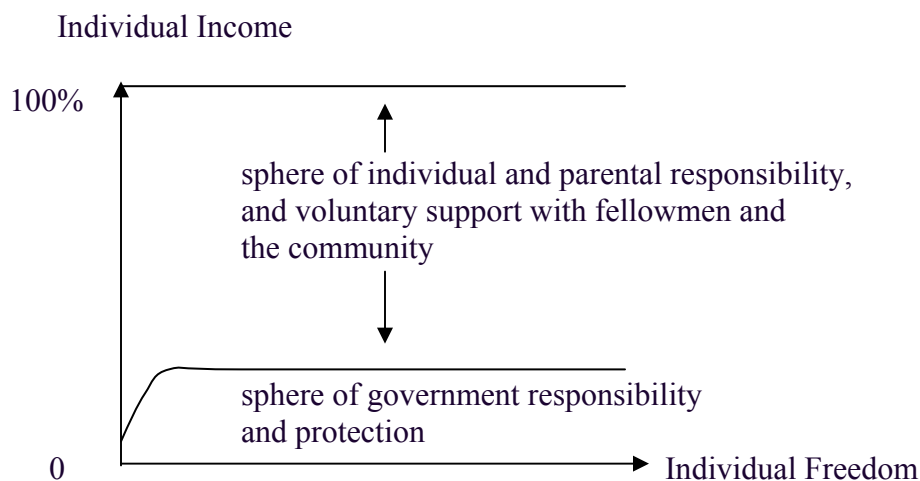 Individual Income
100%
sphere of individual and parental responsibility,
and voluntary support with fellowmen and
the community
sphere of government responsibility
and protection
0
Individual Freedom